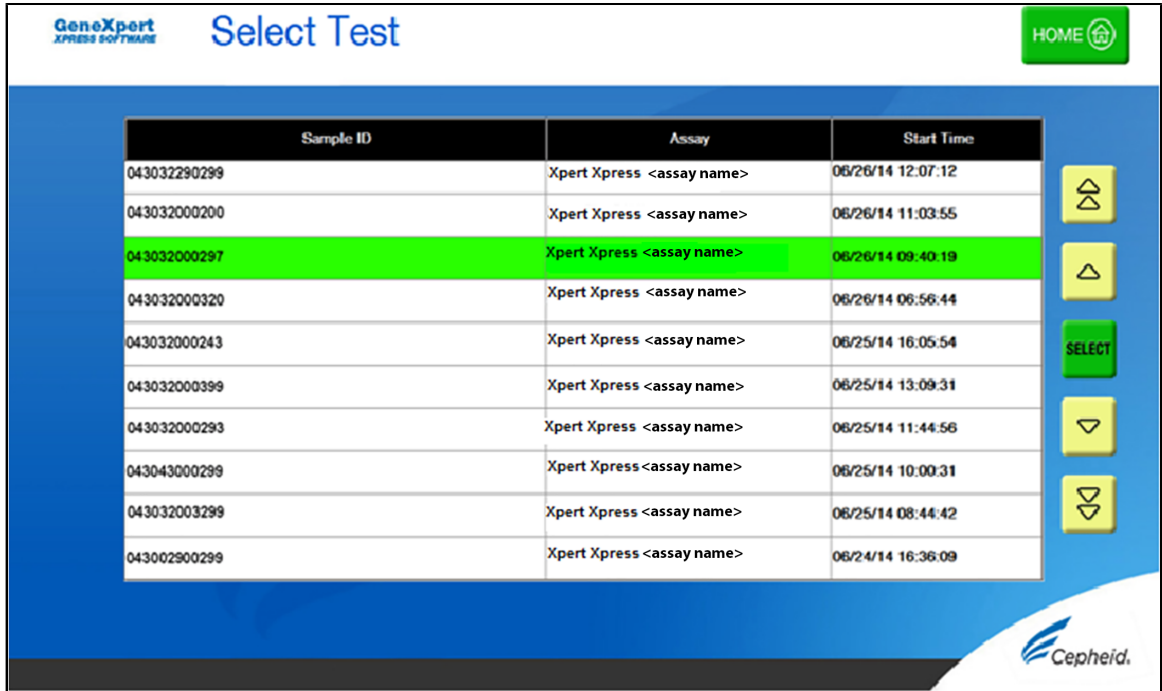 GeneXpert
XPRESS SOFTWARE
Select Test
HOME
Sample ID Assay Start Time
043032290299 Xpert Xpress <assay name> 06/26/14 12:07:12
043032000200 Xpert Xpress <assay name> 06/26/14 11:03:55
043032000297 Xpert Xpress <assay name> 06/26/14 09:40:19
043032000320 Xpert Xpress <assay name> 06/26/14 06:56:44
043032000243 Xpert Xpress <assay name> 06/25/14 16:05:54
043032000399 Xpert Xpress <assay name> 06/25/14 13:09:31
043032000293 Xpert Xpress <assay name> 06/25/14 11:44:56
043043000299 Xpert Xpress <assay name> 06/25/14 10:00:31
043032003299 Xpert Xpress <assay name> 06/25/14 08:44:42
043002900299 Xpert Xpress <assay name> 06/24/14 16:36:09
SELECT
Cepheid.